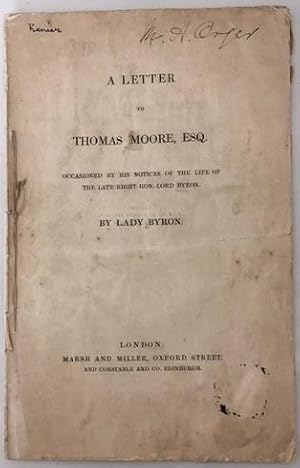 Renier
A LETTER
TO
THOMAS MOORE, ESQ.
OCCASIONED BY HIS NOTICES OF THE LIFE OF
THE LATE RIGHT HON. LORD BYRON.
BY LADY BYRON.
LONDON:
MARSH AND MILLER, OXFORD STREET,
AND CONSTABLE AND CO. EDINBURGH.